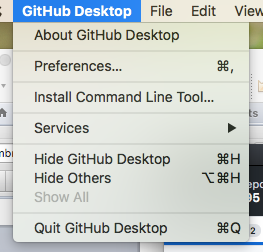 GitHub Desktop File Edit View
About GitHub Desktop
Preferences... ⌘,
Install Command Line Tool...
Services ▶
Hide GitHub Desktop ⌘H
Hide Others ⌥⌘H
Show All
Quit GitHub Desktop ⌘Q